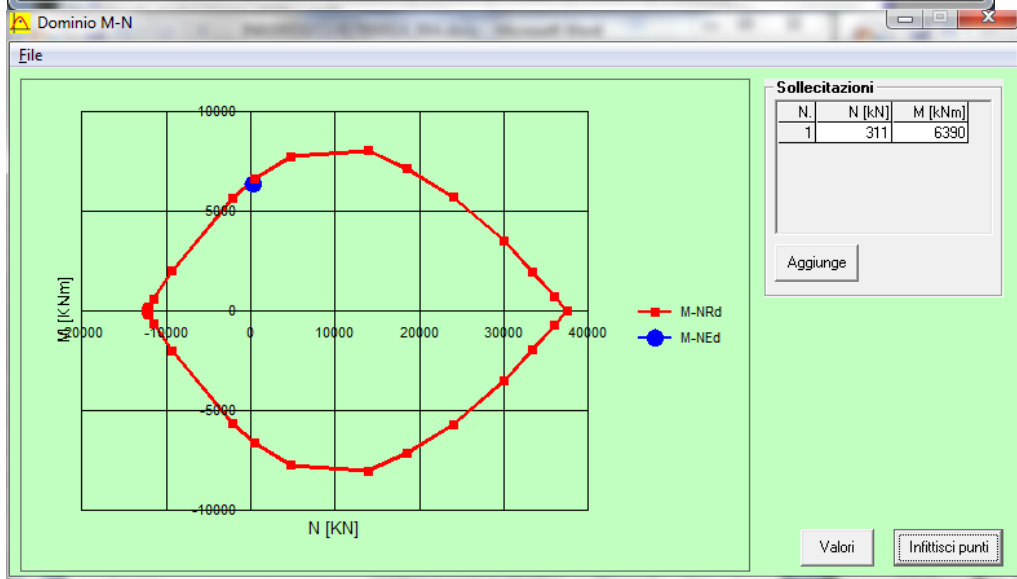 Dominio M-N
File
10000
5000
0
-5000
-10000
-20000
-10000
0
10000
20000
30000
40000
M [KNm]
N [KN]
M-NRd
M-NEd
Sollecitazioni
N. N [kN] M [kNm]
1 311 6390
Aggiunge
Valori
Infittisci punti